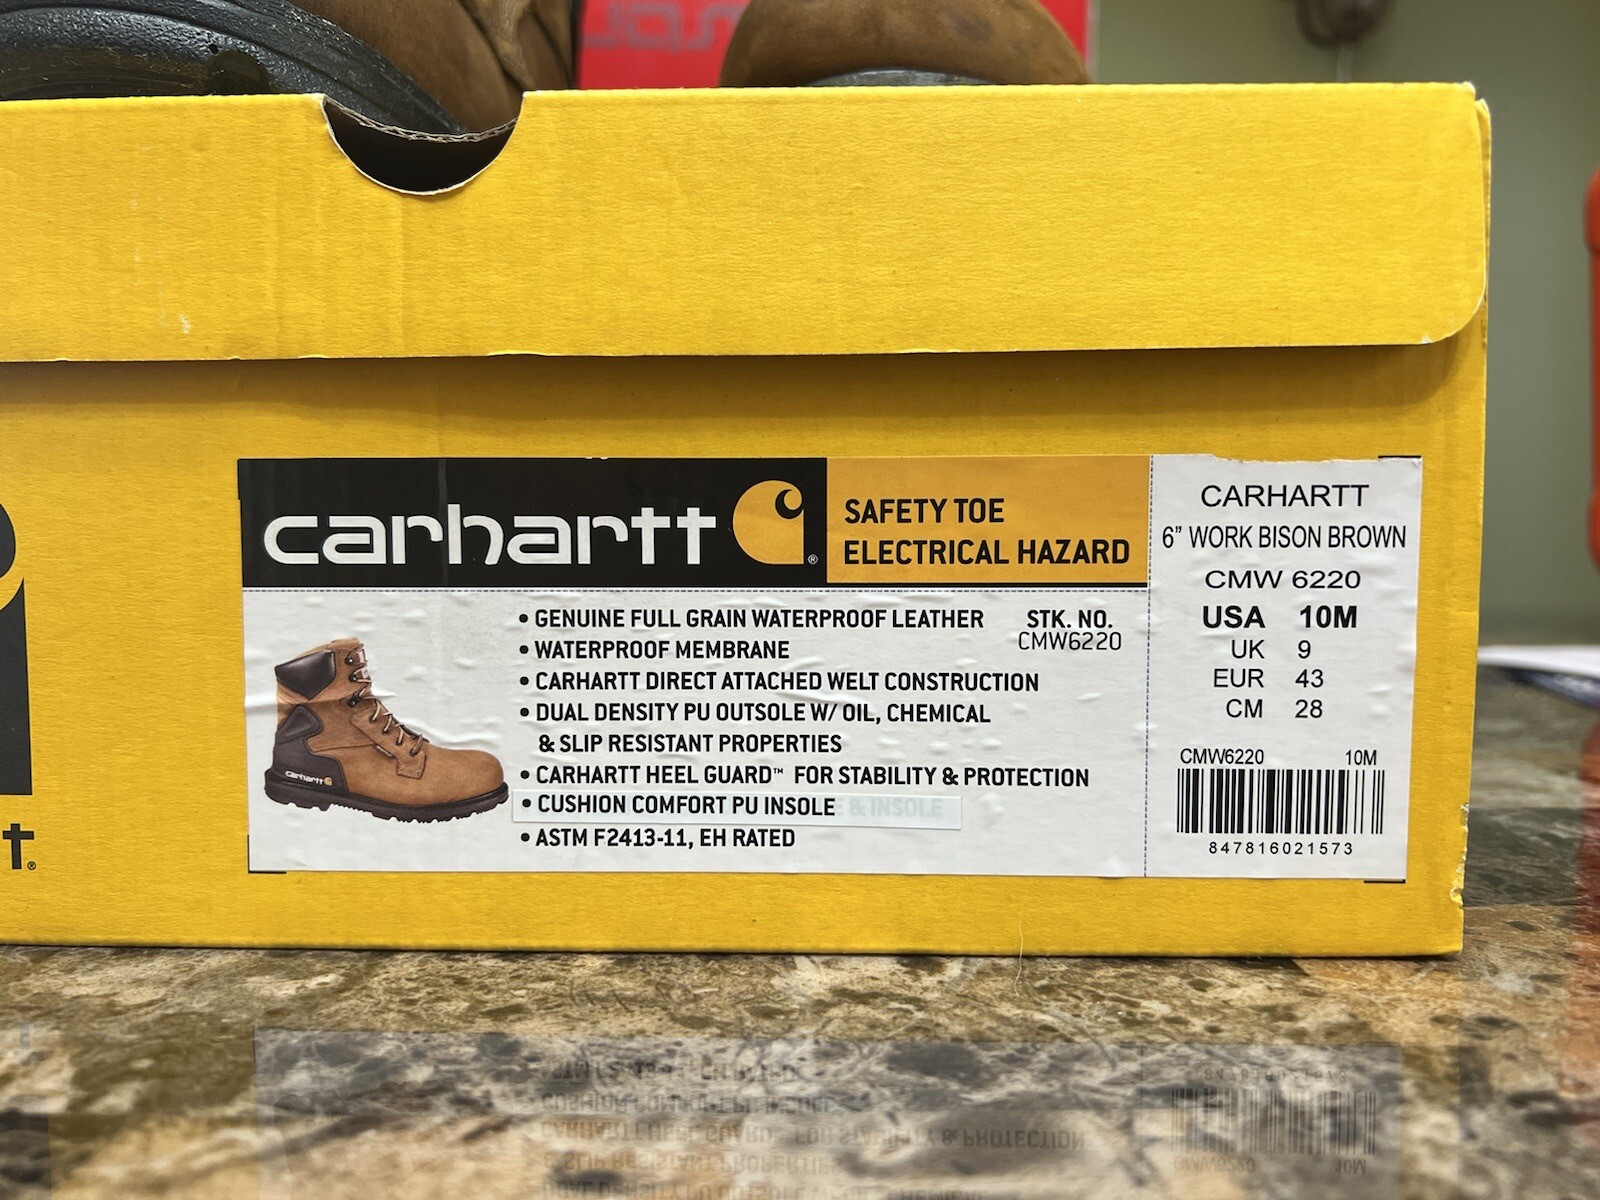 carhartt
SAFETY TOE
ELECTRICAL HAZARD
• GENUINE FULL GRAIN WATERPROOF LEATHER
• WATERPROOF MEMBRANE
• CARHARTT DIRECT ATTACHED WELT CONSTRUCTION
• DUAL DENSITY PU OUTSOLE W/ OIL, CHEMICAL
& SLIP RESISTANT PROPERTIES
• CARHARTT HEEL GUARD™ FOR STABILITY & PROTECTION
• CUSHION COMFORT PU INSOLE
& INSOLE
• ASTM F2413-11, EH RATED
STK. NO.
CMW6220
carhartt
CARHARTT
6” WORK BISON BROWN
CMW 6220
USA 10M
UK 9
EUR 43
CM 28
CMW6220 10M
847816021573
t®